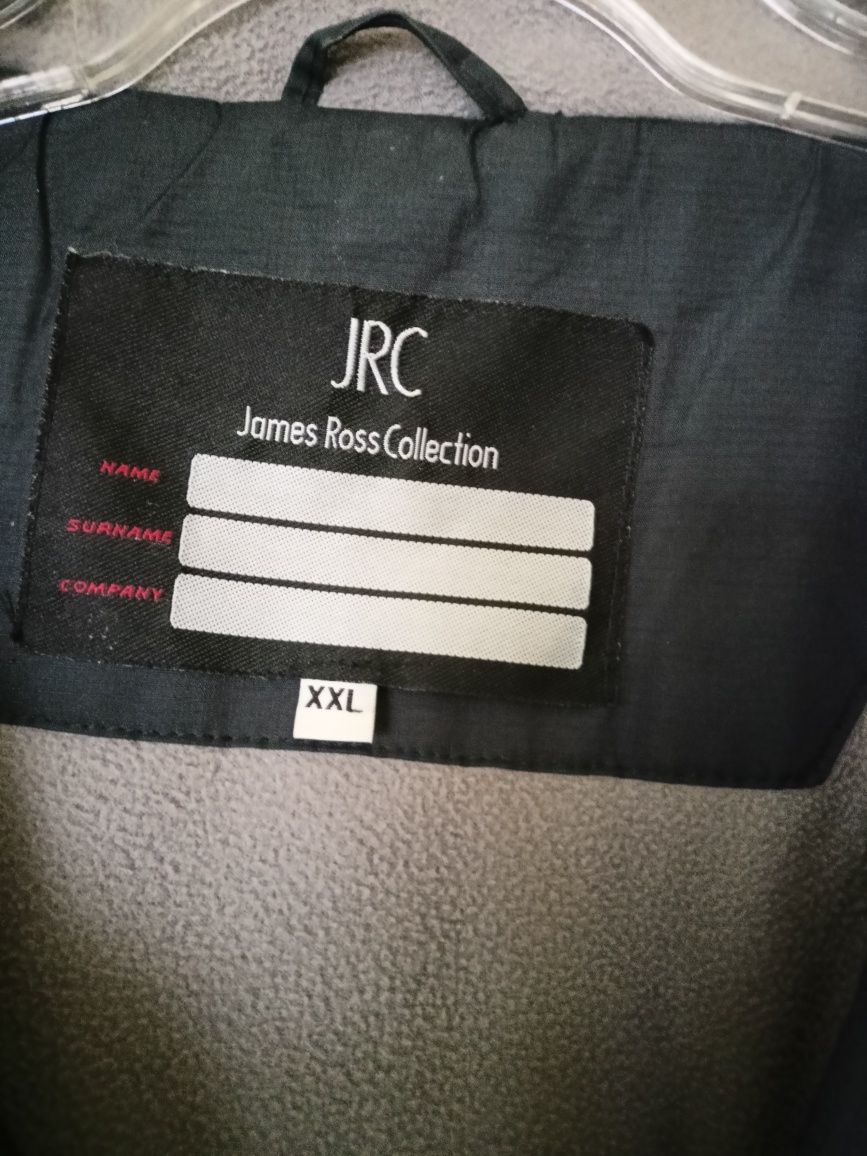 JRC
James Ross Collection
NAME
SURNAME
COMPANY
XXL